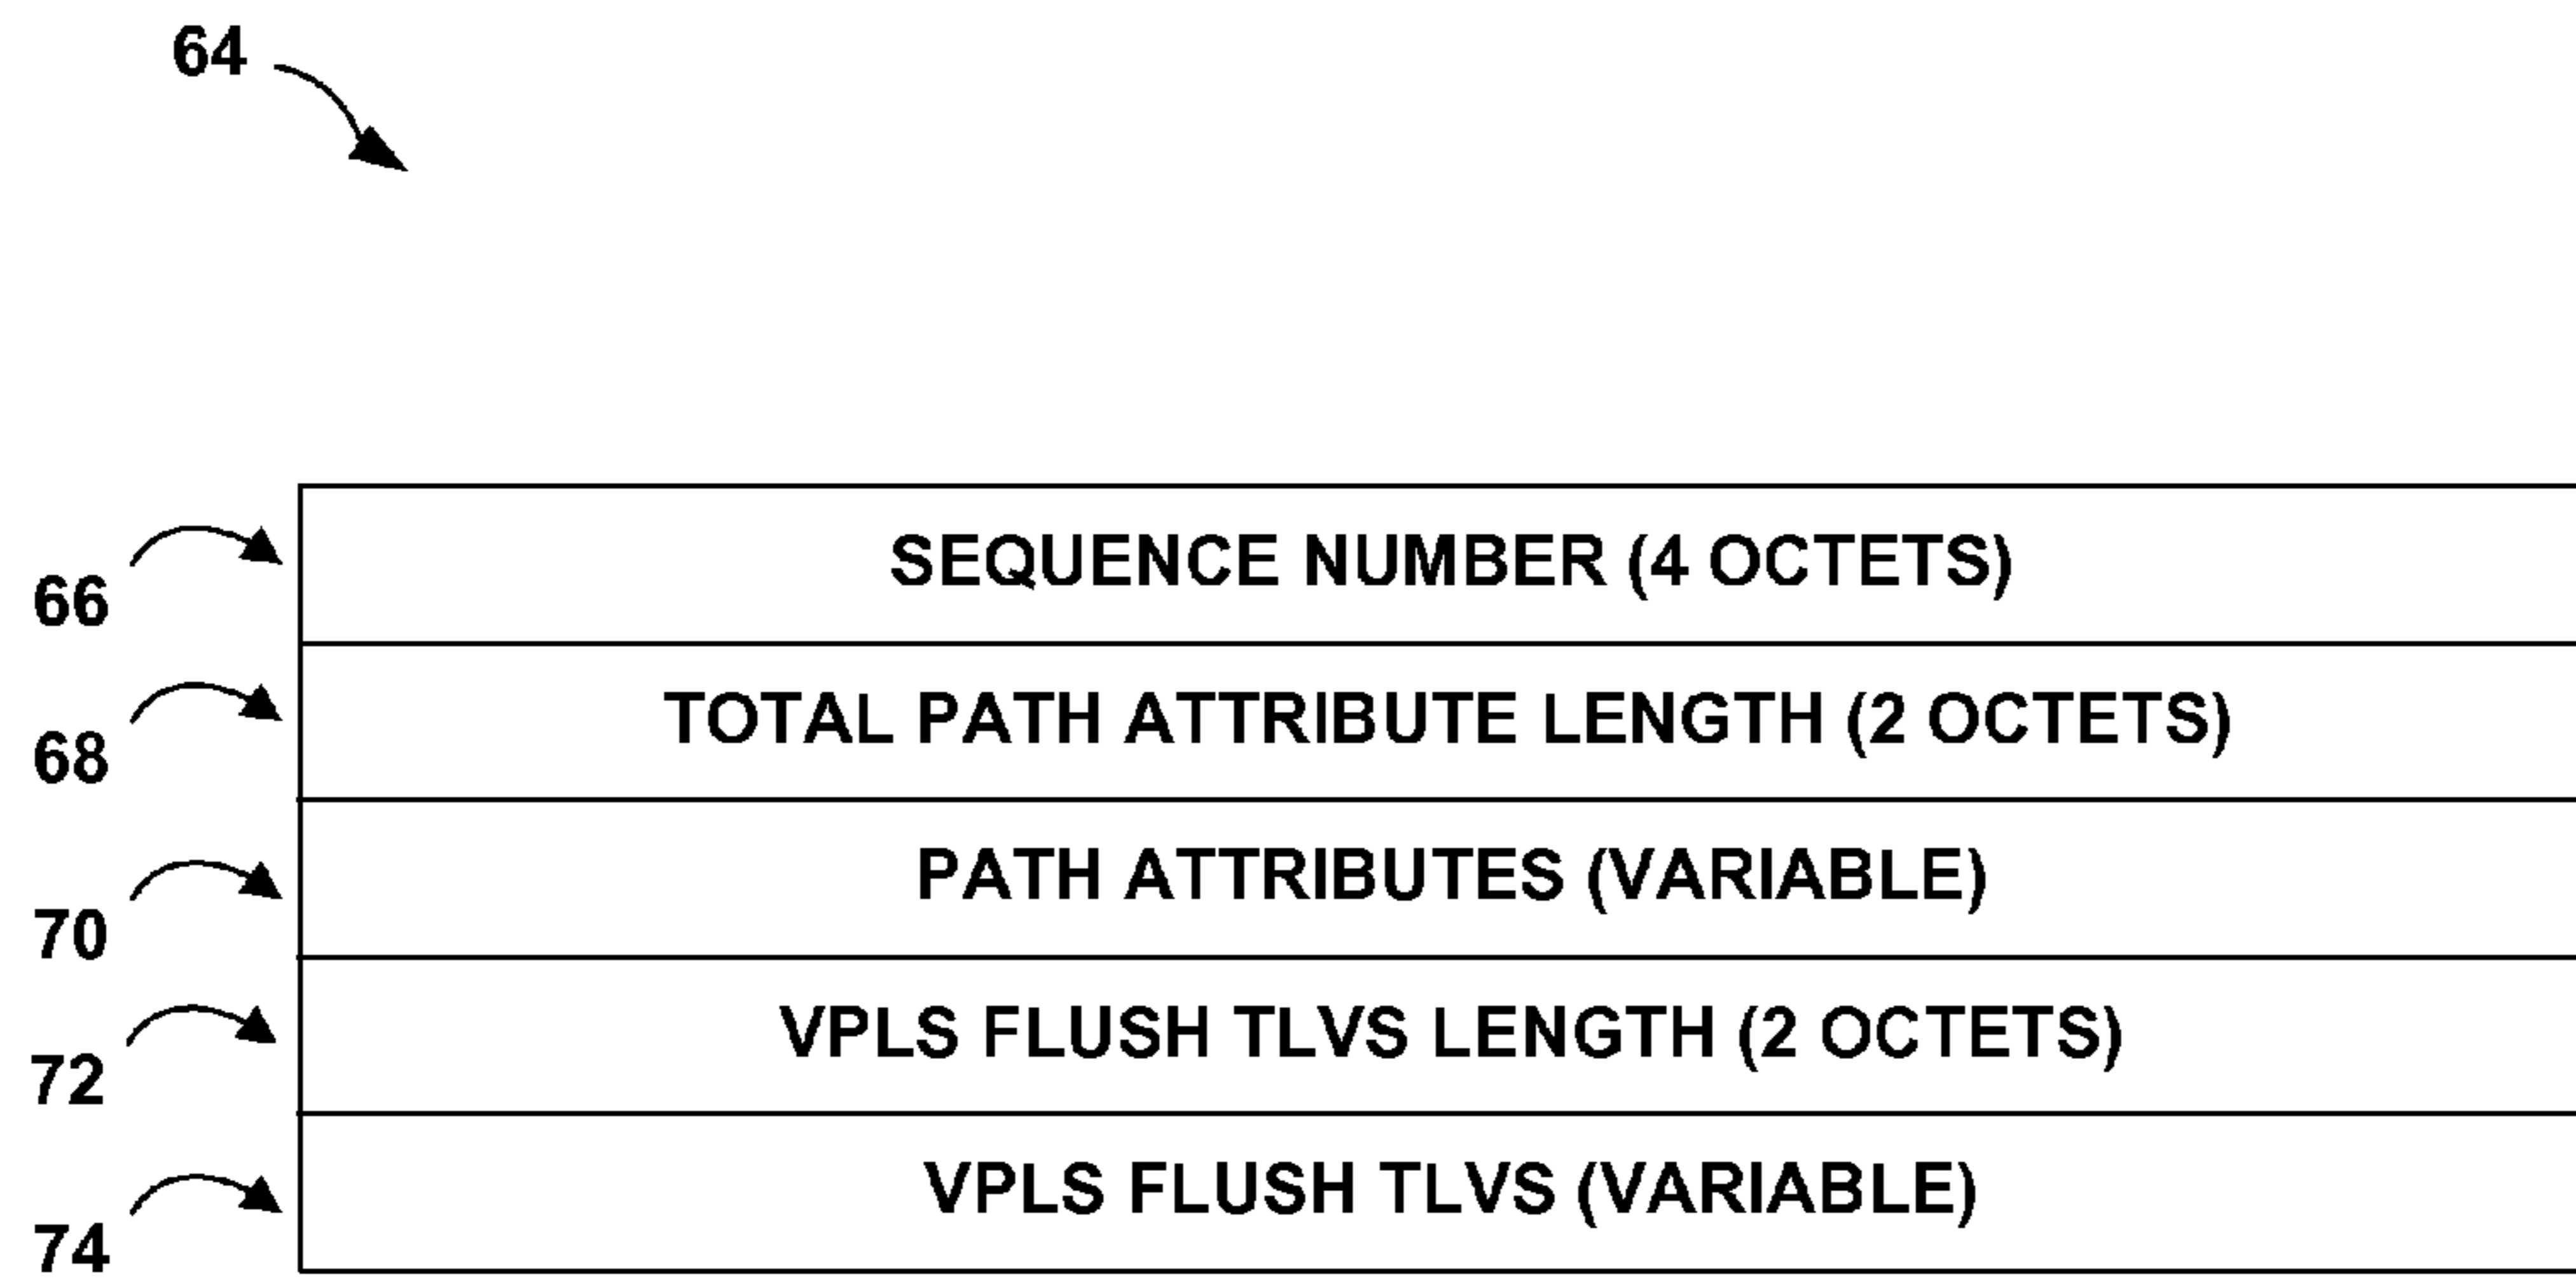 64
66
SEQUENCE NUMBER (4 OCTETS)
68
TOTAL PATH ATTRIBUTE LENGTH (2 OCTETS)
70
PATH ATTRIBUTES (VARIABLE)
72
VPLS FLUSH TLVS LENGTH (2 OCTETS)
74
VPLS FLUSH TLVS (VARIABLE)